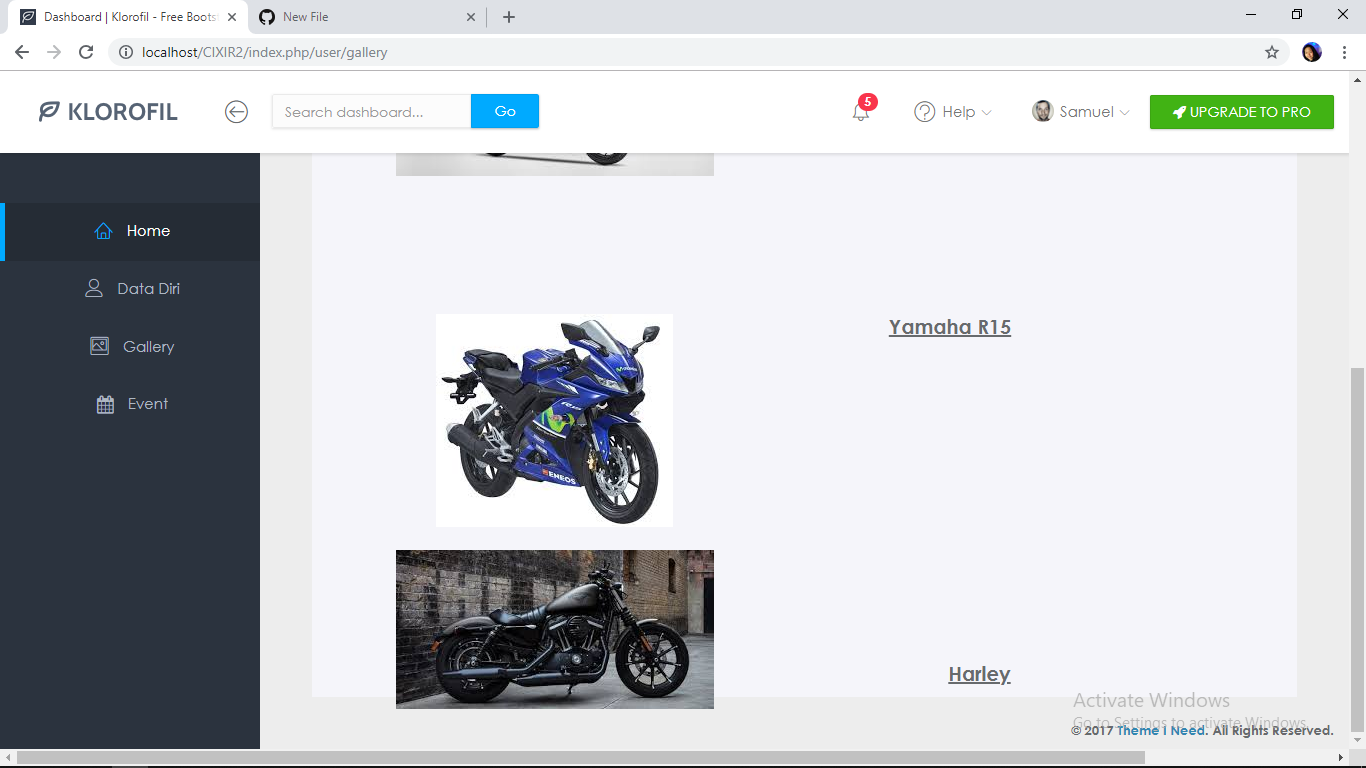 Dashboard | Klorofil - Free Boots
New File
localhost/CIXIR2/index.php/user/gallery
KLOROFIL
Search dashboard...
Go
5
Help
Samuel
UPGRADE TO PRO
Home
Data Diri
Gallery
Event
Yamaha R15
ENEOS
Harley
Activate Windows
Go to Settings to activate Windows.
© 2017 Theme I Need. All Rights Reserved.